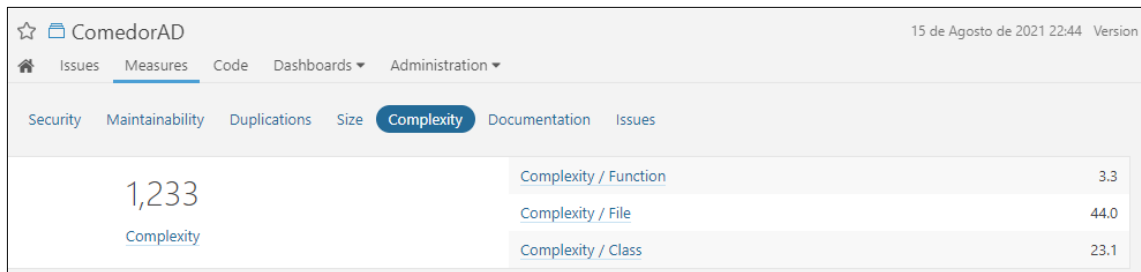 ComedorAD
15 de Agosto de 2021 22:44 Version
Issues Measures Code Dashboards Administration
Security Maintainability Duplications Size Complexity Documentation Issues
1,233
Complexity
Complexity / Function 3.3
Complexity / File 44.0
Complexity / Class 23.1